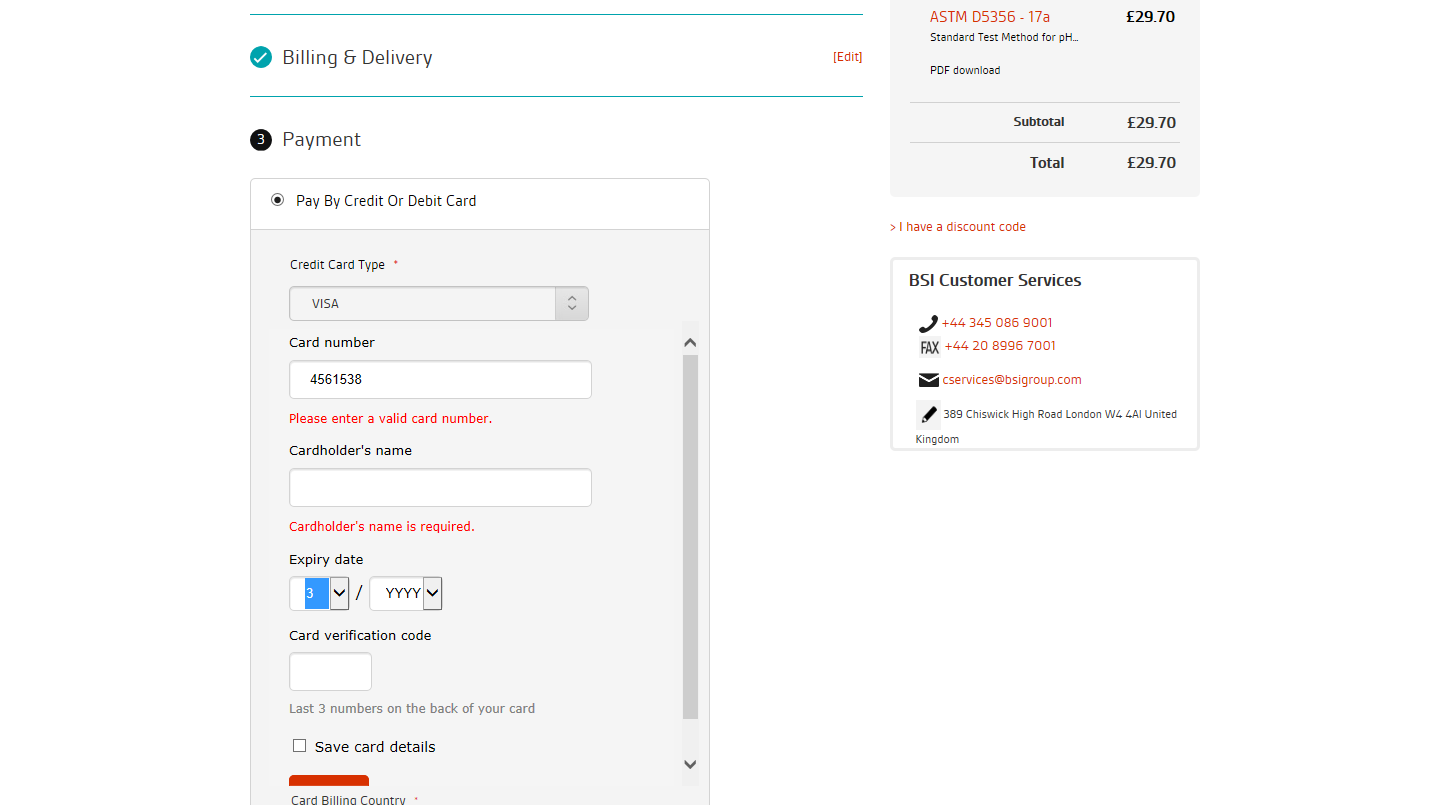 Billing & Delivery
[Edit]
3 Payment
Pay By Credit Or Debit Card
Credit Card Type *
VISA
Card number
4561538
Please enter a valid card number.
Cardholder's name
Cardholder's name is required.
Expiry date
3 / YYYY
Card verification code
Last 3 numbers on the back of your card
Save card details
Card Billing Country *
ASTM D5356 - 17a £29.70
Standard Test Method for pH...
PDF download
Subtotal £29.70
Total £29.70
> I have a discount code
BSI Customer Services
+44 345 086 9001
FAX +44 20 8996 7001
cservices@bsigroup.com
389 Chiswick High Road London W4 4Al United
Kingdom